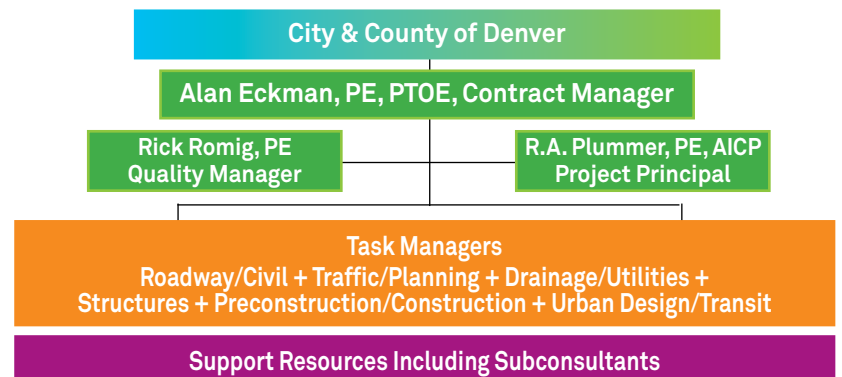 City & County of Denver
Alan Eckman, PE, PTOE, Contract Manager
Rick Romig, PE
Quality Manager
R.A. Plummer, PE, AICP
Project Principal
Task Managers
Roadway/Civil + Traffic/Planning + Drainage/Utilities +
Structures + Preconstruction/Construction + Urban Design/Transit
Support Resources Including Subconsultants